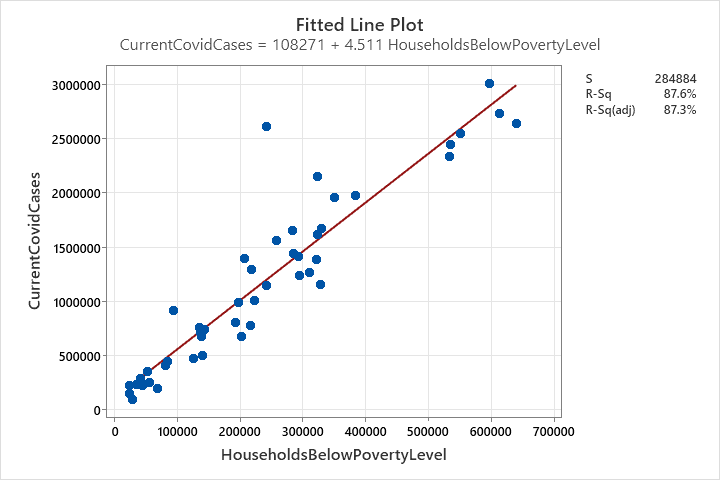 Fitted Line Plot
CurrentCovidCases = 108271 + 4.511 HouseholdsBelowPovertyLevel
S 284884
R-Sq 87.6%
R-Sq(adj) 87.3%
CurrentCovidCases
3000000
2500000
2000000
1500000
1000000
500000
0
0 100000 200000 300000 400000 500000 600000 700000
HouseholdsBelowPovertyLevel